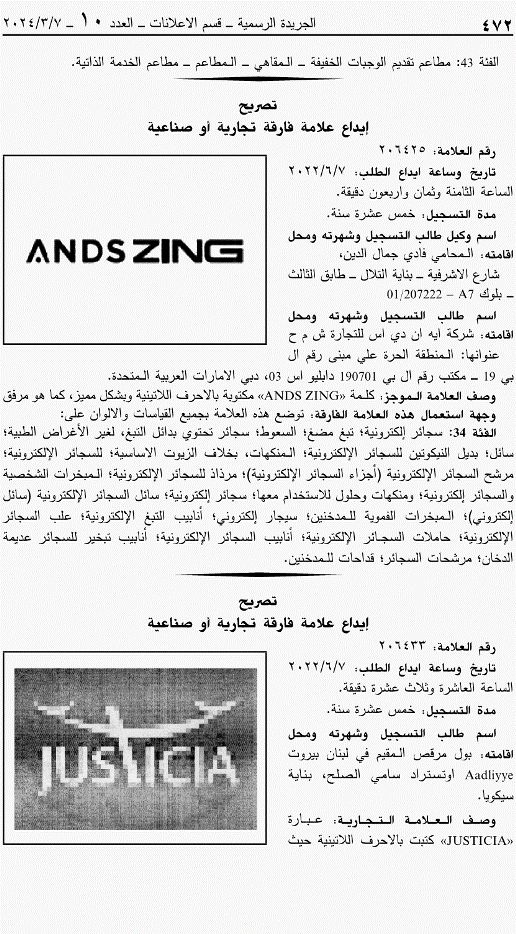 ٤٧٢ الجريدة الرسمية ــ قسم الاعلانات ــ العدد ١٠ ــ ٢٠٢٤/٣/٧
الفئة 43: مطاعم تقديم الوجبات الخفيفة ــ المقاهي ــ المطاعم ــ مطاعم الخدمة الذاتية.
تصريح
إيداع علامة فارقة تجارية أو صناعية
رقم العلامة: ٢٠٦٤٢٥
تاريخ وساعة ايداع الطلب: ٢٠٢٢/٦/٧
الساعة الثامنة وثمان واربعون دقيقة.
مدة التسجيل: خمس عشرة سنة.
اسم وكيل طالب التسجيل وشهرته ومحل
اقامته: المحامي فادي جمال الدين،
شارع الاشرفية ــ بناية التلال ــ طابق الثالث
ــ بلوك A7 – 01/207222
اسم طالب التسجيل وشهرته ومحل
اقامته: شركة ايه ان دي اس للتجارة ش م ح
عنوانها: المنطقة الحرة علي مبنى رقم ال
ANDS ZING
بي 19 ــ مكتب رقم ال بي 190701 دابليو اس 03، دبي الامارات العربية المتحدة.
وصف العلامة الموجز: كلمة «ANDS ZING» مكتوبة بالاحرف اللاتينية وبشكل مميز، كما هو مرفق
وجهة استعمال هذه العلامة الفارقة: نوضع هذه العلامة بجميع القياسات والالوان على:
الفئة 34: سجائر إلكترونية؛ تبغ مضغ؛ السعوط؛ سجائر تحتوي بدائل التبغ، لغير الأغراض الطبية؛
سائل؛ بديل النيكوتين للسجائر الإلكترونية؛ المنكهات، بخلاف الزيوت الاساسية؛ للسجائر الإلكترونية؛
مرشح السجائر الإلكترونية (أجزاء السجائر الإلكترونية)؛ مرذاذ للسجائر الإلكترونية؛ المبخرات الشخصية
والسجائر إلكترونية؛ ومنكهات وحلول للاستخدام معها؛ سجائر إلكترونية؛ سائل السجائر الإلكترونية (سائل
إلكتروني)؛ المبخرات الفموية للمدخنين؛ سيجار إلكتروني؛ أنابيب التبغ الإلكترونية؛ علب السجائر
الإلكترونية؛ حاملات السجائر الإلكترونية؛ أنابيب السجائر الإلكترونية؛ أنابيب تبخير للسجائر عديمة
الدخان؛ مرشحات السجائر؛ قداحات للمدخنين.
تصريح
إيداع علامة فارقة تجارية أو صناعية
رقم العلامة: ٢٠٦٤٣٣
تاريخ وساعة ايداع الطلب: ٢٠٢٢/٦/٧
الساعة العاشرة وثلاث عشرة دقيقة.
مدة التسجيل: خمس عشرة سنة.
اسم طالب التسجيل وشهرته ومحل
اقامته: بول مرقص المقيم في لبنان بيروت
Aadliyye اوتستراد سامي الصلح، بناية
سيكويا.
وصف العلامة التجارية: عبارة
«JUSTICIA» كتبت بالاحرف اللاتينية حيث
JUSTICIA